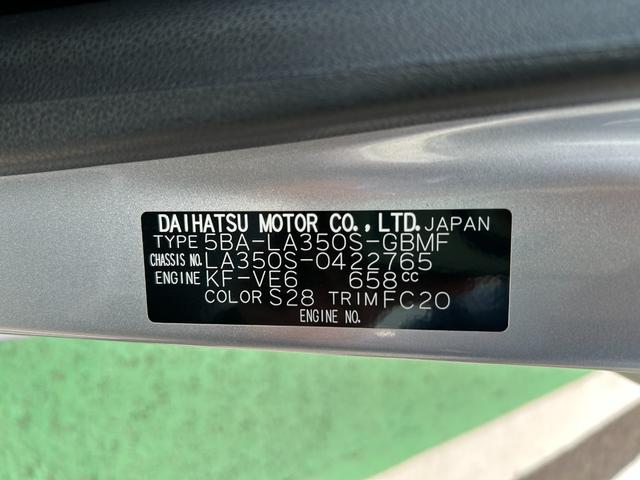 DAIHATSU MOTOR CO.,LTD. JAPAN
TYPE 5BA-LA350S-GBMF
CHASSIS NO. LA350S-0422765
ENGINE KF-VE6 658cc
COLOR S28 TRIM FC20
ENGINE NO.